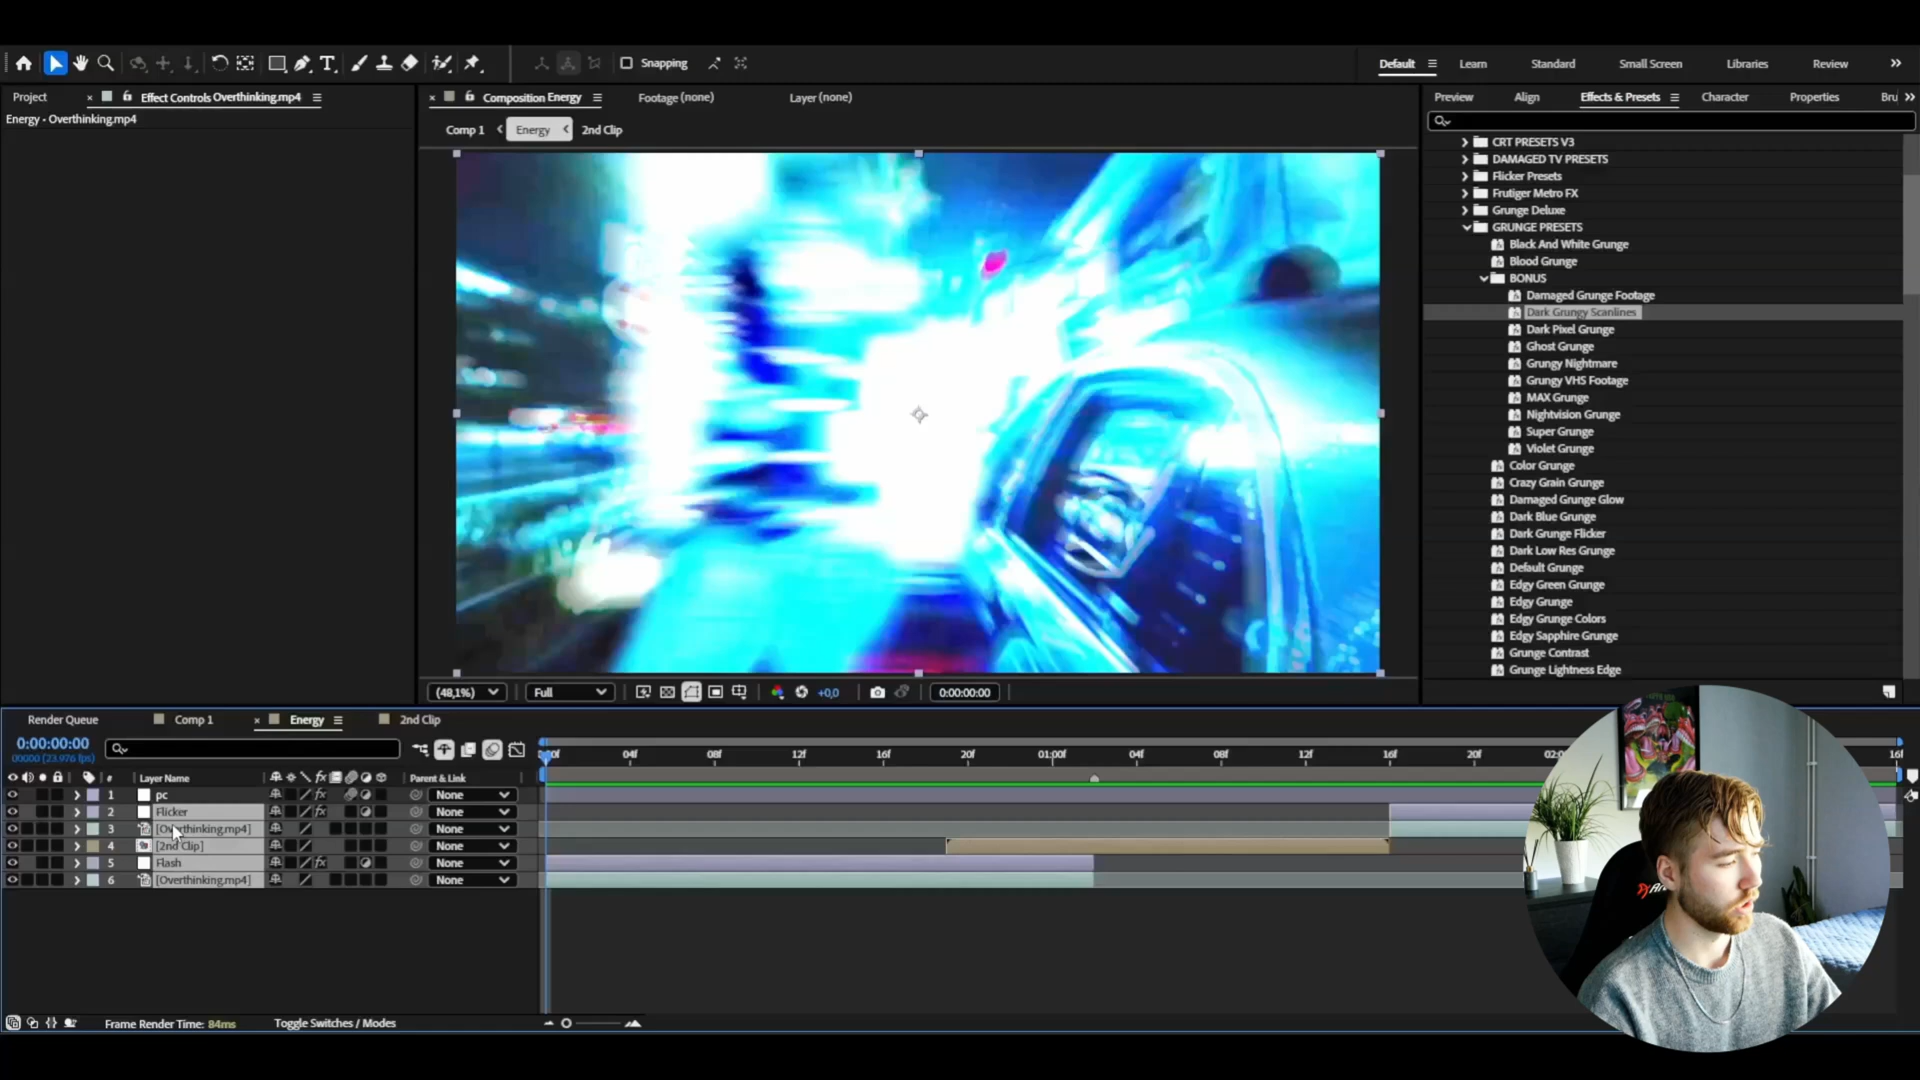 Snapping
Default
Learn
Standard
Small Screen
Libraries
Review
Project
Effect Controls Overthinking.mp4
Composition Energy
Footage (none)
Layer (none)
Preview
Align
Effects & Presets
Character
Properties
Bru
Energy - Overthinking.mp4
Comp 1
Energy
2nd Clip
CRT PRESETS V3
DAMAGED TV PRESETS
Flicker Presets
Frutiger Metro FX
Grunge Deluxe
GRUNGE PRESETS
Black And White Grunge
Blood Grunge
BONUS
Damaged Grunge Footage
Dark Grungy Scanlines
Dark Pixel Grunge
Ghost Grunge
Grungy Nightmare
Grungy VHS Footage
MAX Grunge
Nightvision Grunge
Super Grunge
Violet Grunge
Color Grunge
Crazy Grain Grunge
Damaged Grunge Glow
Dark Blue Grunge
Dark Grunge Flicker
Dark Low Res Grunge
Default Grunge
Edgy Green Grunge
Edgy Grunge
Edgy Grunge Colors
Edgy Sapphire Grunge
Grunge Contrast
Grunge Lightness Edge
(48,1%)
Full
+0,0
0:00:00:00
Render Queue
Comp 1
Energy
2nd Clip
0:00:00:00
00000 (23.976 fps)
04f
08f
12f
16f
20f
01:00f
04f
08f
12f
16f
20f
16f
# Layer Name
fx
Parent & Link
1 pc fx None
2 Flicker fx None
3 [Overthinking.mp4] None
4 [2nd Clip] None
5 Flash fx None
6 [Overthinking.mp4] None
Frame Render Time: 84ms
Toggle Switches / Modes